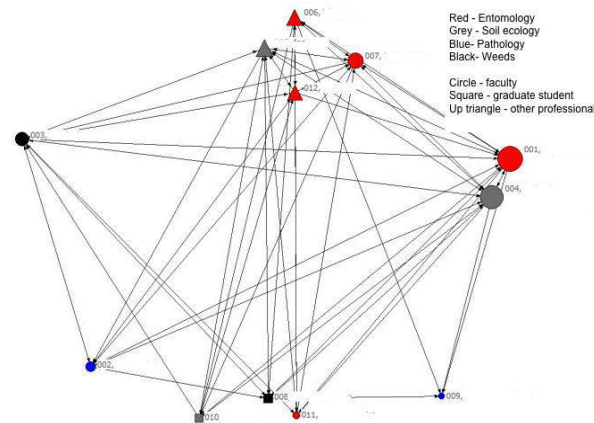 006,
Red - Entomology
Grey - Soil ecology
Blue- Pathology
Black- Weeds
007,
012,
Circle - faculty
Square - graduate student
Up triangle - other professional
003,
001,
004,
002,
008
009,
010
011,